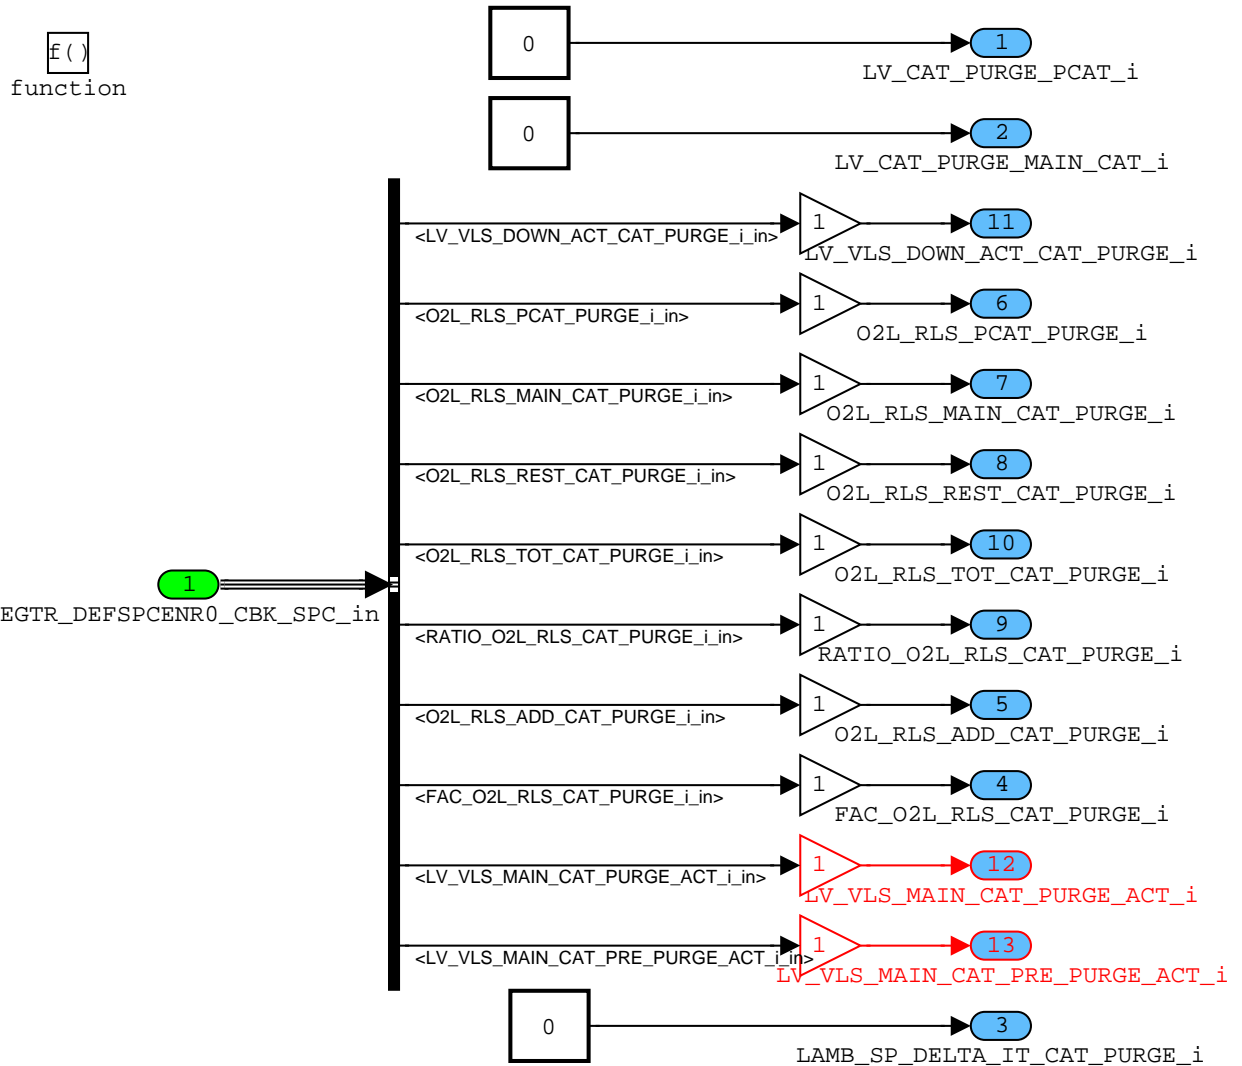 f()
function
0
1
LV_CAT_PURGE_PCAT_i
0
2
LV_CAT_PURGE_MAIN_CAT_i
<LV_VLS_DOWN_ACT_CAT_PURGE_i_in>
1
11
LV_VLS_DOWN_ACT_CAT_PURGE_i
<O2L_RLS_PCAT_PURGE_i_in>
1
6
O2L_RLS_PCAT_PURGE_i
<O2L_RLS_MAIN_CAT_PURGE_i_in>
1
7
O2L_RLS_MAIN_CAT_PURGE_i
<O2L_RLS_REST_CAT_PURGE_i_in>
1
8
O2L_RLS_REST_CAT_PURGE_i
<O2L_RLS_TOT_CAT_PURGE_i_in>
1
10
O2L_RLS_TOT_CAT_PURGE_i
1
EGTR_DEFSPCENR0_CBK_SPC_in
<RATIO_O2L_RLS_CAT_PURGE_i_in>
1
9
RATIO_O2L_RLS_CAT_PURGE_i
<O2L_RLS_ADD_CAT_PURGE_i_in>
1
5
O2L_RLS_ADD_CAT_PURGE_i
<FAC_O2L_RLS_CAT_PURGE_i_in>
1
4
FAC_O2L_RLS_CAT_PURGE_i
<LV_VLS_MAIN_CAT_PURGE_ACT_i_in>
1
12
LV_VLS_MAIN_CAT_PURGE_ACT_i
<LV_VLS_MAIN_CAT_PRE_PURGE_ACT_i_in>
1
13
LV_VLS_MAIN_CAT_PRE_PURGE_ACT_i
0
3
LAMB_SP_DELTA_IT_CAT_PURGE_i